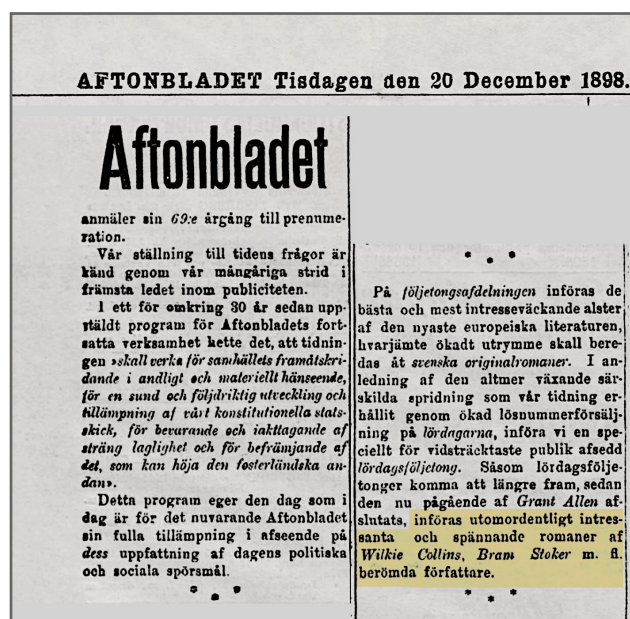 AFTONBLADET Tisdagen den 20 December 1898.
Aftonbladet
anmäler sin 69:e årgång till prenume-
ration.
Vår ställning till tidens frågor är
känd genom vår mångåriga strid i
främsta ledet inom publiciteten.
I ett för omkring 30 år sedan upp-
stäldt program för Aftonbladets fort-
satta verksamhet hette det, att tidnin-
gen »skall verka för samhällets framåtskri-
dande i andligt och materiellt hänseende,
för en sund och följdriktig utveckling och
tillämpning af vårt konstitutionella stats-
skick, för bevarande och iakttagande af
sträng laglighet och för befrämjande af
det, som kan höja den fosterländska an-
dan».
Detta program eger den dag som i
dag är för det nuvarande Aftonbladet
sin fulla tillämpning i afseende på
dess uppfattning af dagens politiska
och sociala spörsmål.
* * *
* * *
På följetongsafdelningen införas de
bästa och mest intresseväckande alster
af den nyaste europeiska literaturen,
hvarjämte ökadt utrymme skall bere-
das åt svenska originalromaner. I an-
ledning af den altmer växande sär-
skilda spridning som vår tidning er-
hållit genom ökad lösnummerförsälj-
ning på lördagarna, införa vi en spe-
ciellt för vidsträcktaste publik afsedd
lördagsföljetong. Såsom lördagsfölje-
tonger komma att längre fram, sedan
den nu pågående af Grant Allen af-
slutats, införas utomordentligt intres-
santa och spännande romaner af
Wilkie Collins, Bram Stoker m. fl.
berömda författare.
* * *